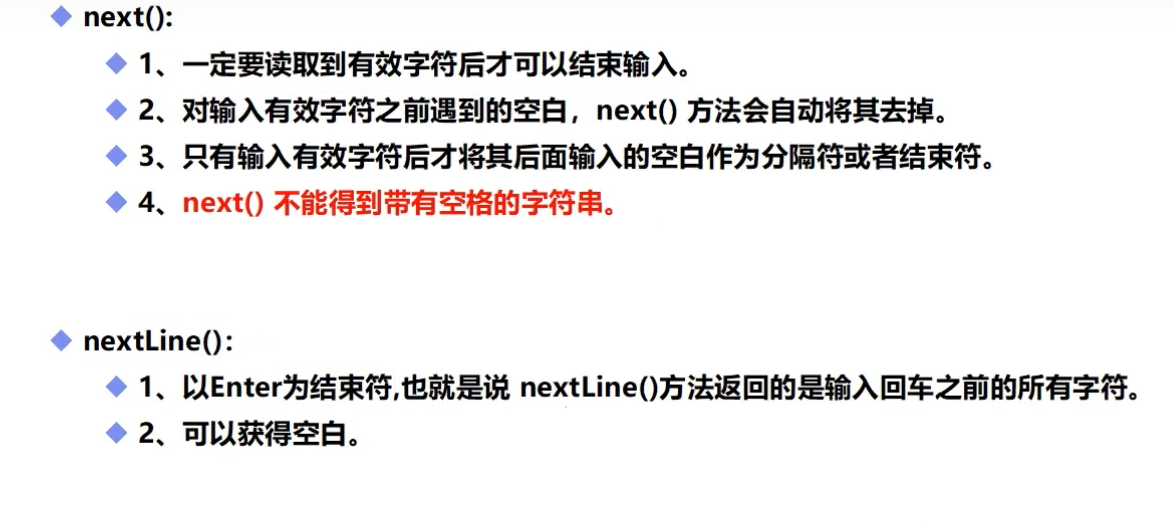 next():
1、一定要读取到有效字符后才可以结束输入。
2、对输入有效字符之前遇到的空白，next() 方法会自动将其去掉。
3、只有输入有效字符后才将其后面输入的空白作为分隔符或者结束符。
4、next() 不能得到带有空格的字符串。
nextLine()：
1、以Enter为结束符,也就是说 nextLine()方法返回的是输入回车之前的所有字符。
2、可以获得空白。